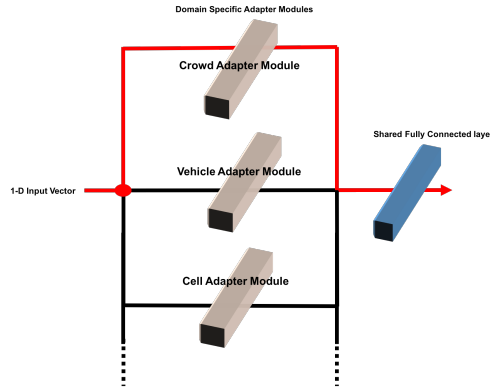 Domain Specific Adapter Modules
Crowd Adapter Module
Shared Fully Connected laye
Vehicle Adapter Module
1-D Input Vector
Cell Adapter Module